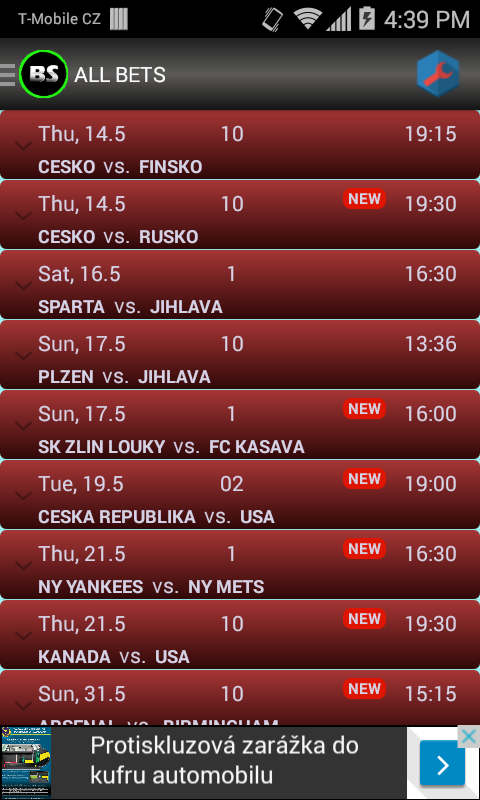 T-Mobile CZ
4:39 PM
BS
ALL BETS
Thu, 14.5 10 19:15
CESKO vs. FINSKO
Thu, 14.5 10 NEW 19:30
CESKO vs. RUSKO
Sat, 16.5 1 16:30
SPARTA vs. JIHLAVA
Sun, 17.5 10 13:36
PLZEN vs. JIHLAVA
Sun, 17.5 1 NEW 16:00
SK ZLIN LOUKY vs. FC KASAVA
Tue, 19.5 02 NEW 19:00
CESKA REPUBLIKA vs. USA
Thu, 21.5 1 NEW 16:30
NY YANKEES vs. NY METS
Thu, 21.5 10 NEW 19:30
KANADA vs. USA
Sun, 31.5 10 NEW 15:15
ARSENAL vs. BIRMINGHAM
Protiskluzová zarážka do
kufru automobilu